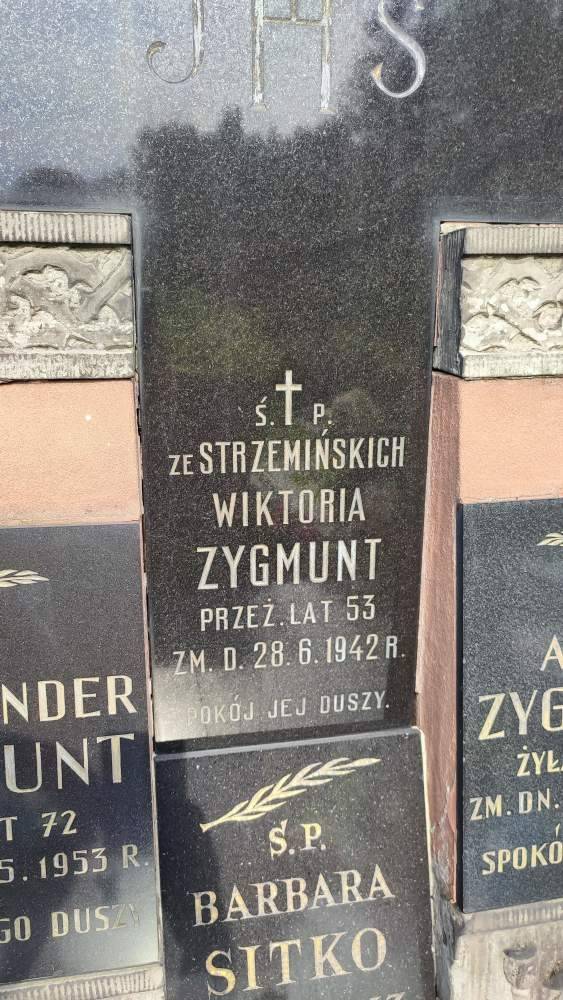 JHS
Ś. P.
ZE STRZEMIŃSKICH
WIKTORIA
ZYGMUNT
PRZEŻ. LAT 53
ZM. D. 28. 6. 1942 R.
POKÓJ JEJ DUSZY.
NDER
UNT
T 72
5. 1953 R.
GO DUSZY
Ś.P.
BARBARA
SITKO
A
ZYG
ŻYŁA
ZM. DN.
SPOKÓ